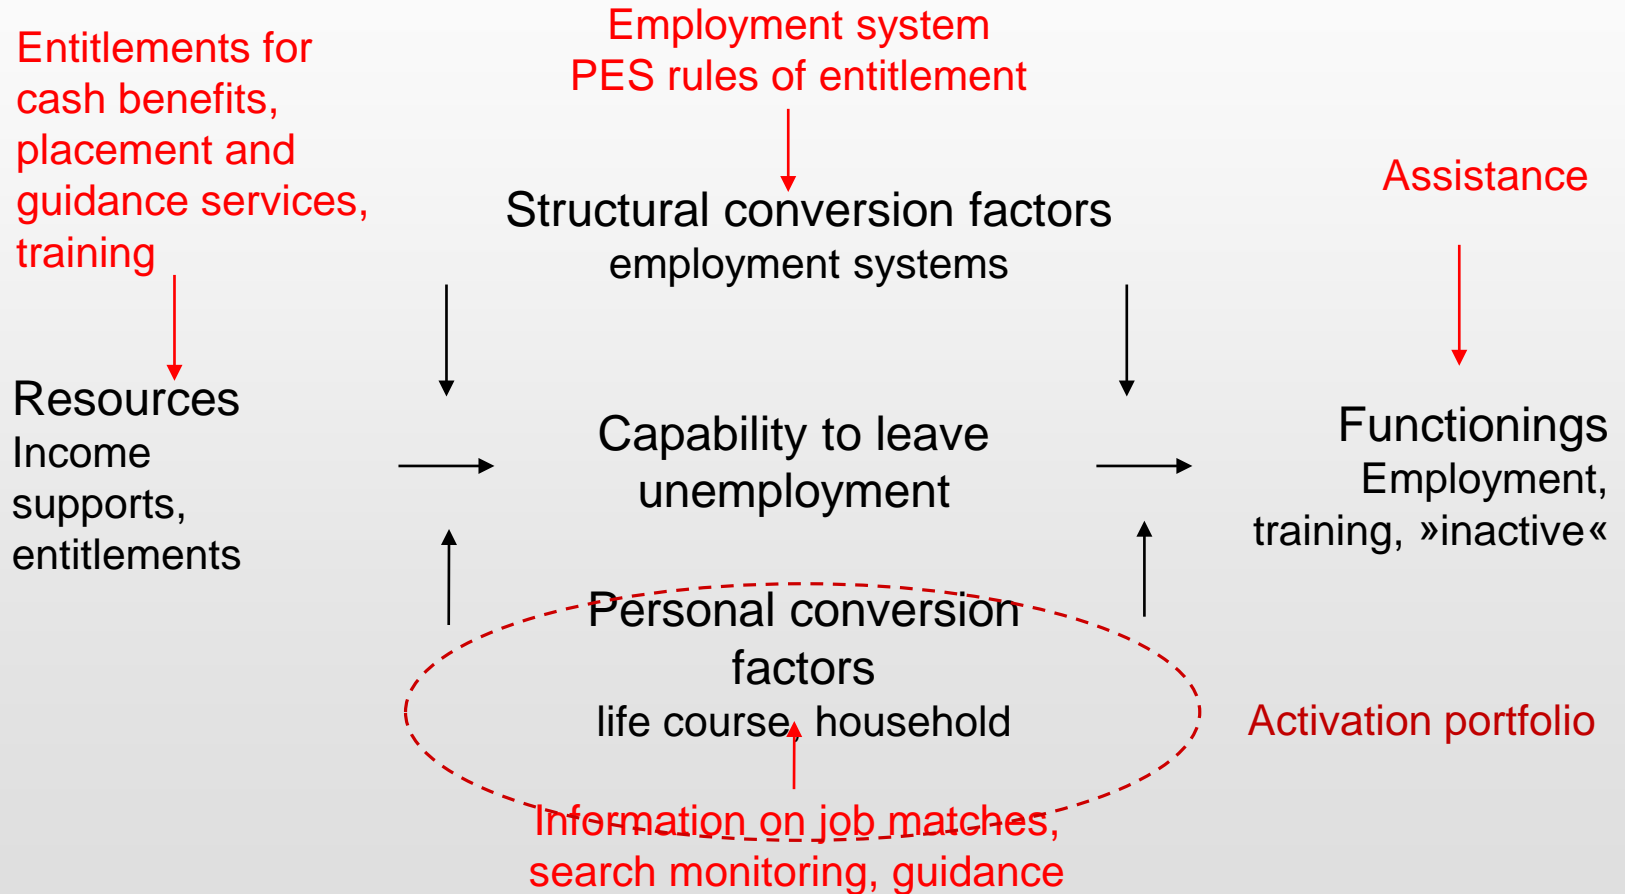 Entitlements for
cash benefits,
placement and
guidance services,
training
Employment system
PES rules of entitlement
Assistance
Structural conversion factors
employment systems
Resources
Income
supports,
entitlements
Capability to leave
unemployment
Functionings
Employment,
training, »inactive«
Personal conversion
factors
life course, household
Activation portfolio
Information on job matches,
search monitoring, guidance